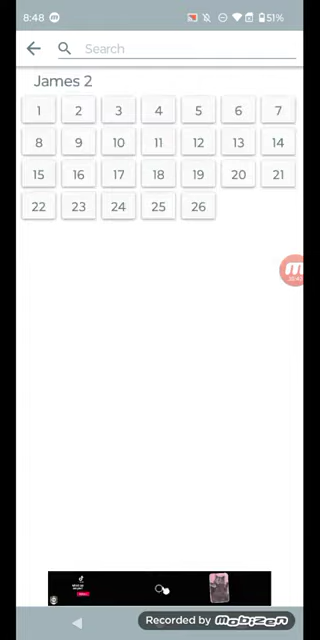 8:48 51%
Search
James 2
1 2 3 4 5 6 7
8 9 10 11 12 13 14
15 16 17 18 19 20 21
22 23 24 25 26
Recorded by MOBIZEN